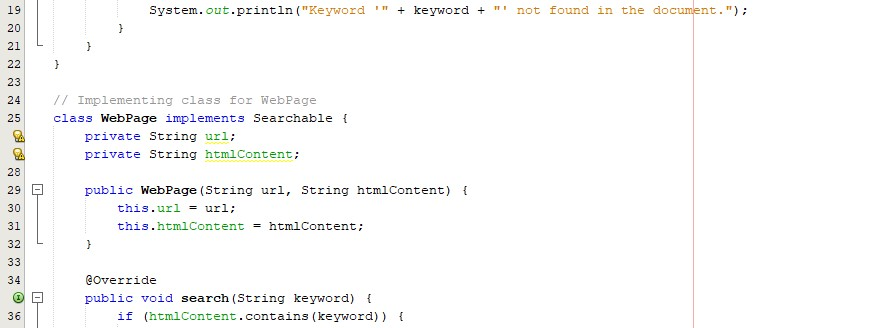 19 System.out.println("Keyword '" + keyword + "' not found in the document.");
20 }
21 }
22 }
23
24 // Implementing class for WebPage
25 class WebPage implements Searchable {
private String url;
private String htmlContent;
28
29 public WebPage(String url, String htmlContent) {
30 this.url = url;
31 this.htmlContent = htmlContent;
32 }
33
34 @Override
public void search(String keyword) {
36 if (htmlContent.contains(keyword)) {